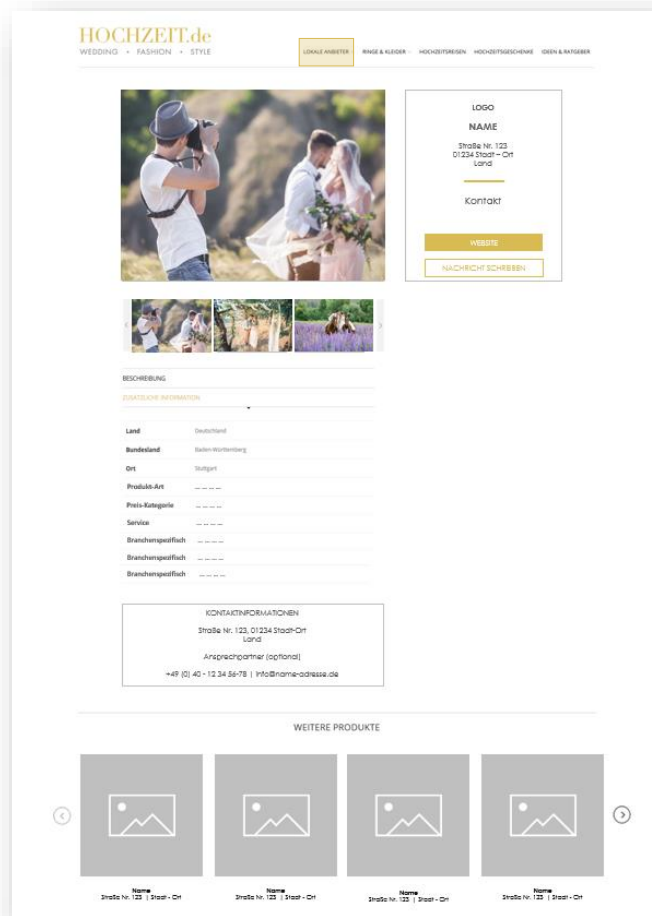 HOCHZEIT.de
WEDDING • FASHION • STYLE
LOKALE ANBIETER RINGE & KLEIDER HOCHZEITSREISEN HOCHZEITSGESCHENKE IDEEN & RATGEBER
LOGO
NAME
Straße Nr. 123
01234 Stadt – Ort
Land
Kontakt
WEBSITE
NACHRICHT SCHREIBEN
BESCHREIBUNG
ZUSÄTZLICHE INFORMATION
Land Deutschland
Bundesland Baden-Württemberg
Ort Stuttgart
Produkt-Art ... ... ... ...
Preis-Kategorie ... ... ... ...
Service ... ... ... ...
Branchenspezifisch ... ... ... ...
Branchenspezifisch ... ... ... ...
Branchenspezifisch ... ... ... ...
KONTAKTINFORMATIONEN
Straße Nr. 123, 01234 Stadt-Ort
Land
Ansprechpartner (optional)
+49 (0) 40 - 12 34 56-78 | info@name-adresse.de
WEITERE PRODUKTE
Name Name Name Name
Straße Nr. 123 | Stadt - Ort Straße Nr. 123 | Stadt - Ort Straße Nr. 123 | Stadt - Ort Straße Nr. 123 | Stadt - Ort